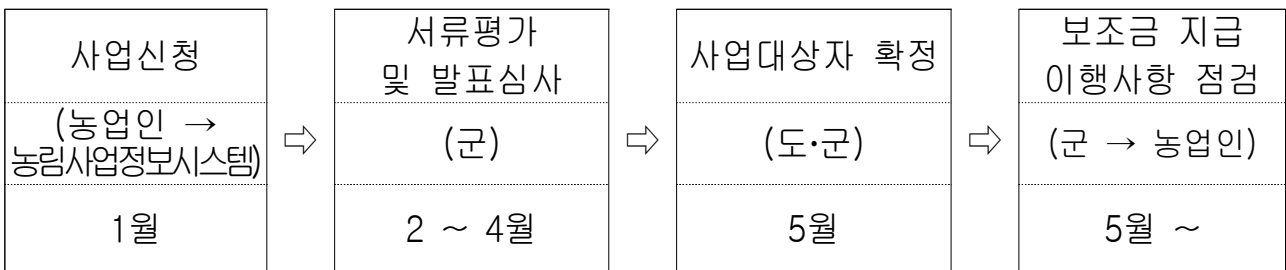 사업신청
(농업인 →
농림사업정보시스템)
1월
⇨
서류평가
및 발표심사
(군)
2 ~ 4월
⇨
사업대상자 확정
(도·군)
5월
⇨
보조금 지급
이행사항 점검
(군 → 농업인)
5월 ~